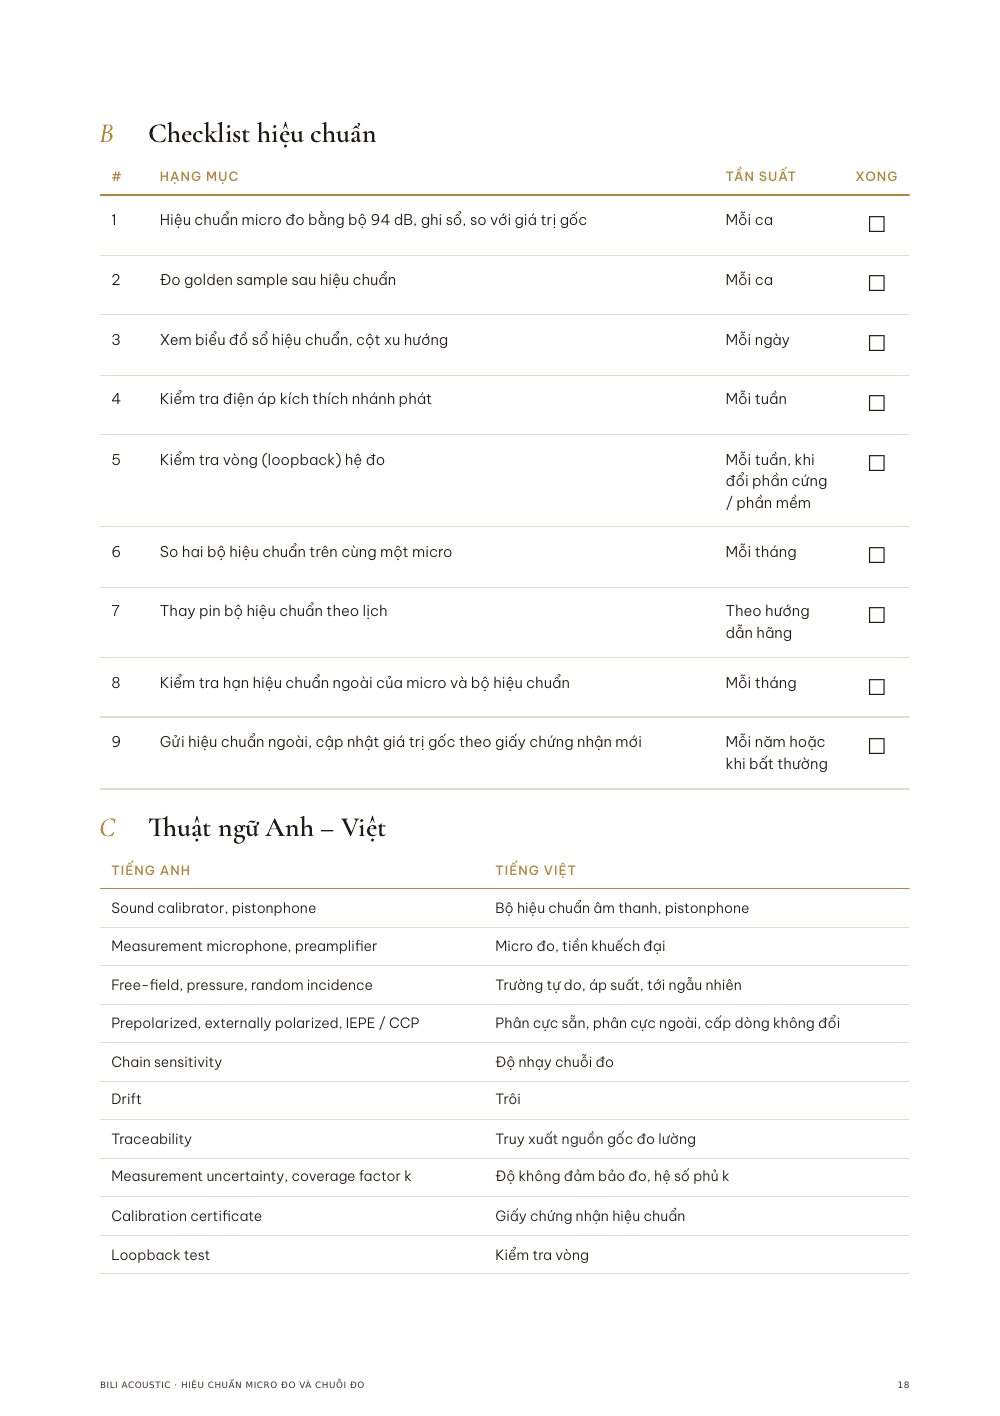 B Checklist hiệu chuẩn
# HẠNG MỤC TẦN SUẤT XONG
1 Hiệu chuẩn micro đo bằng bộ 94 dB, ghi sổ, so với giá trị gốc Mỗi ca ☐
2 Đo golden sample sau hiệu chuẩn Mỗi ca ☐
3 Xem biểu đồ sổ hiệu chuẩn, cột xu hướng Mỗi ngày ☐
4 Kiểm tra điện áp kích thích nhánh phát Mỗi tuần ☐
5 Kiểm tra vòng (loopback) hệ đo Mỗi tuần, khi ☐
đổi phần cứng
/ phần mềm
6 So hai bộ hiệu chuẩn trên cùng một micro Mỗi tháng ☐
7 Thay pin bộ hiệu chuẩn theo lịch Theo hướng ☐
dẫn hãng
8 Kiểm tra hạn hiệu chuẩn ngoài của micro và bộ hiệu chuẩn Mỗi tháng ☐
9 Gửi hiệu chuẩn ngoài, cập nhật giá trị gốc theo giấy chứng nhận mới Mỗi năm hoặc ☐
khi bất thường
C Thuật ngữ Anh – Việt
TIẾNG ANH TIẾNG VIỆT
Sound calibrator, pistonphone Bộ hiệu chuẩn âm thanh, pistonphone
Measurement microphone, preamplifier Micro đo, tiền khuếch đại
Free-field, pressure, random incidence Trường tự do, áp suất, tới ngẫu nhiên
Prepolarized, externally polarized, IEPE / CCP Phân cực sẵn, phân cực ngoài, cấp dòng không đổi
Chain sensitivity Độ nhạy chuỗi đo
Drift Trôi
Traceability Truy xuất nguồn gốc đo lường
Measurement uncertainty, coverage factor k Độ không đảm bảo đo, hệ số phủ k
Calibration certificate Giấy chứng nhận hiệu chuẩn
Loopback test Kiểm tra vòng
BILI ACOUSTIC · HIỆU CHUẨN MICRO ĐO VÀ CHUỖI ĐO 18